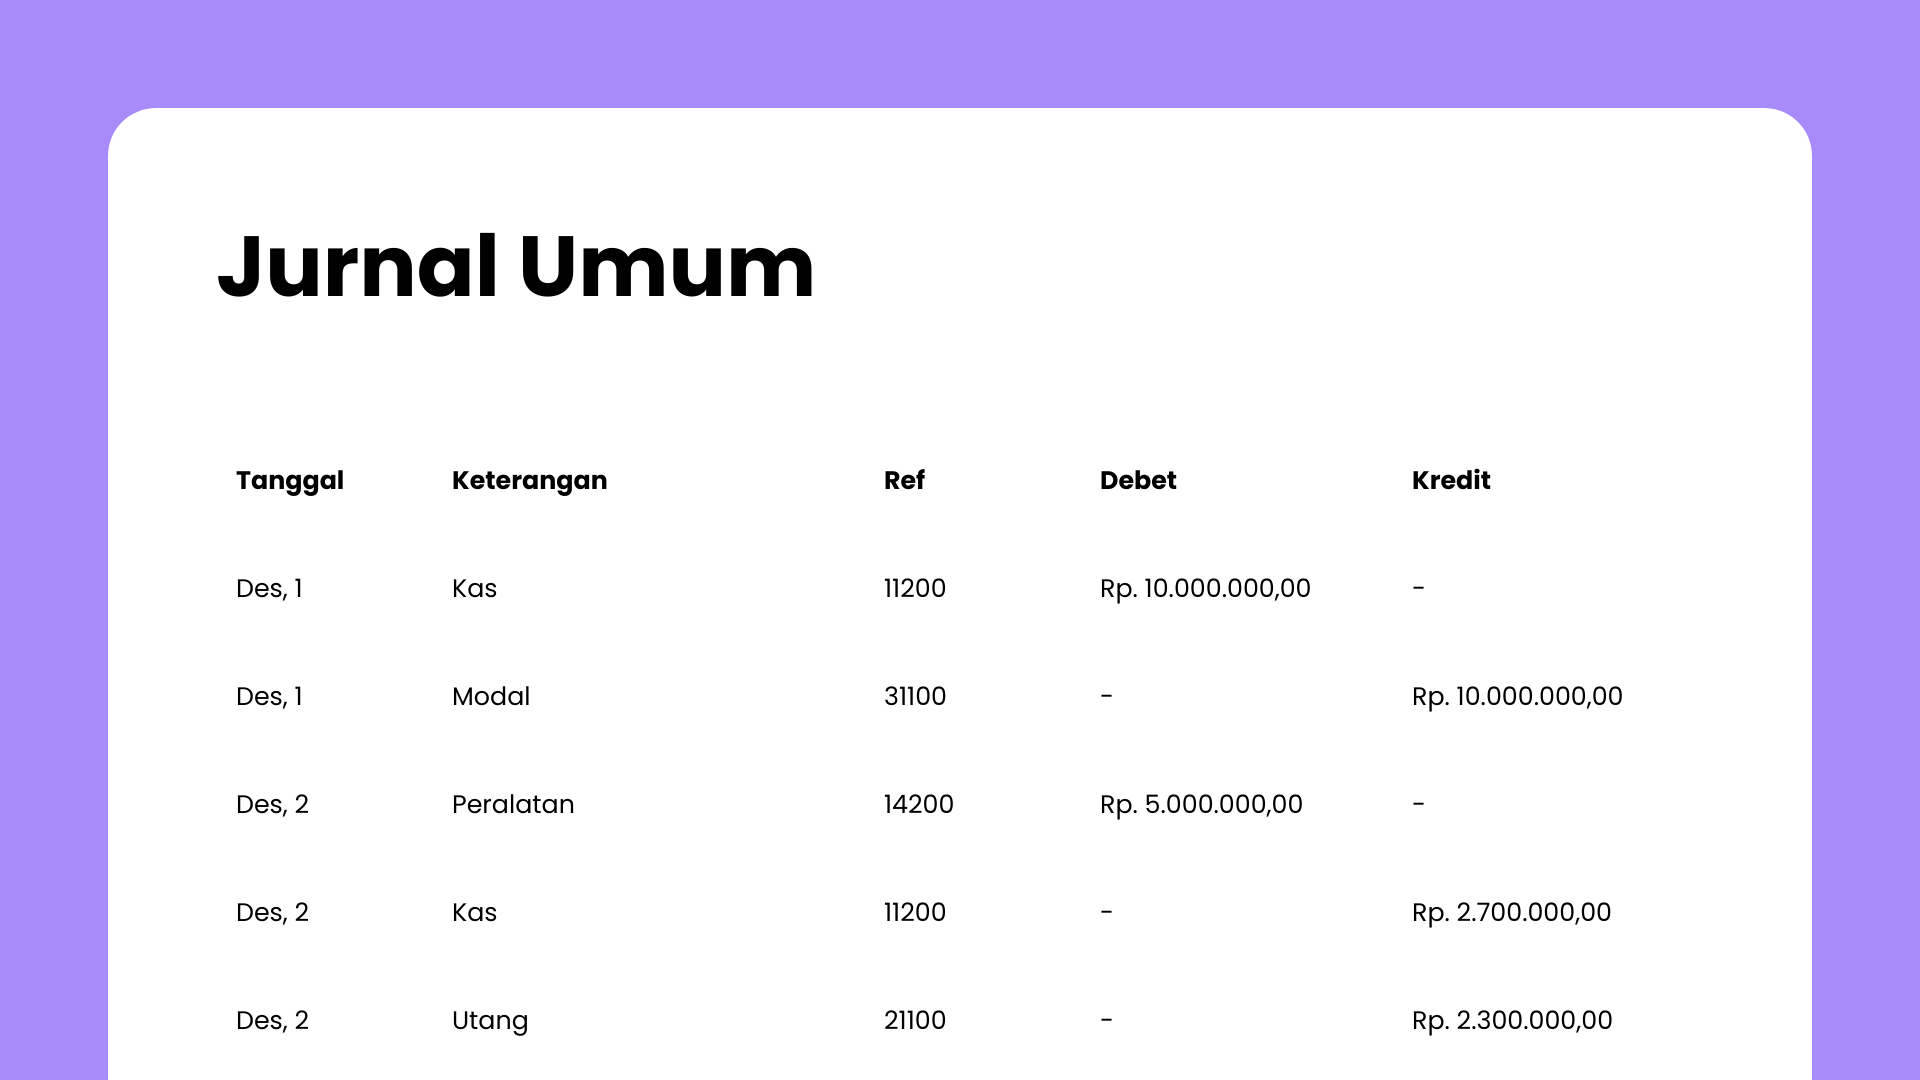 Jurnal Umum
Tanggal Keterangan Ref Debet Kredit
Des, 1 Kas 11200 Rp. 10.000.000,00 -
Des, 1 Modal 31100 - Rp. 10.000.000,00
Des, 2 Peralatan 14200 Rp. 5.000.000,00 -
Des, 2 Kas 11200 - Rp. 2.700.000,00
Des, 2 Utang 21100 - Rp. 2.300.000,00